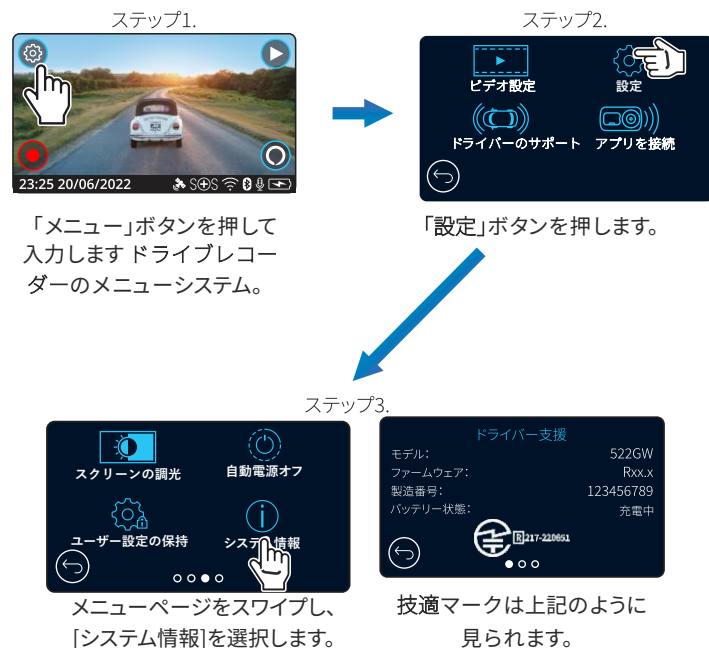 ステップ1.
23:25 20/06/2022 SOS
「メニュー」ボタンを押して
入力します ドライブレコー
ダーのメニューシステム。
ステップ2.
ビデオ設定 設定
ドライバーのサポート アプリを接続
「設定」ボタンを押します。
ステップ3.
スクリーンの調光 自動電源オフ
ユーザー設定の保持 システム情報
メニューページをスワイプし、
[システム情報]を選択します。
ドライバー支援
モデル: 522GW
ファームウェア: Rxx.x
製造番号: 123456789
バッテリー状態: 充電中
R 217-220651
技適マークは上記のように
見られます。